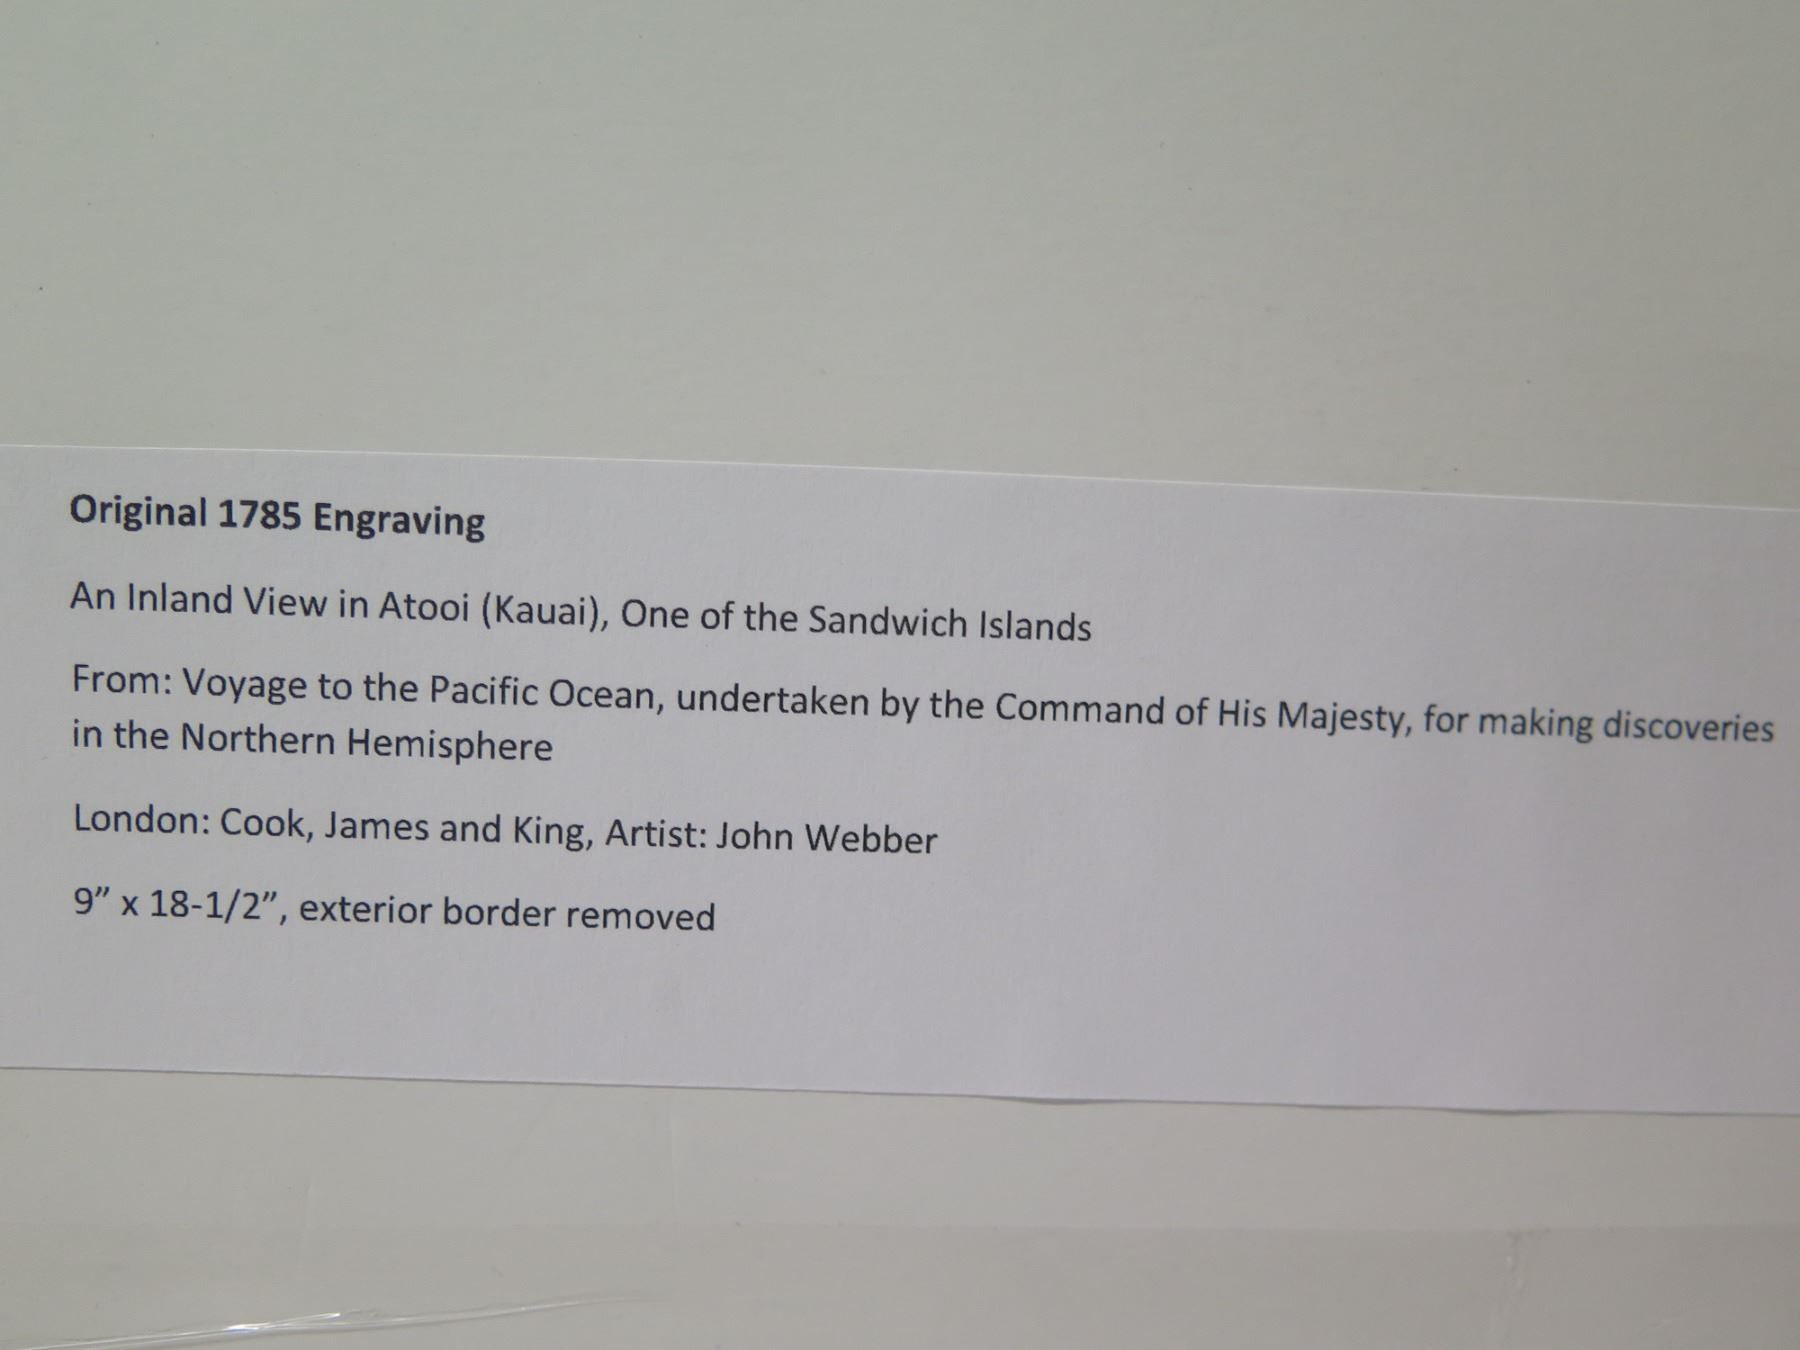 Original 1785 Engraving
An Inland View in Atooi (Kauai), One of the Sandwich Islands
From: Voyage to the Pacific Ocean, undertaken by the Command of His Majesty, for making discoveries
in the Northern Hemisphere
London: Cook, James and King, Artist: John Webber
9” x 18-1/2”, exterior border removed